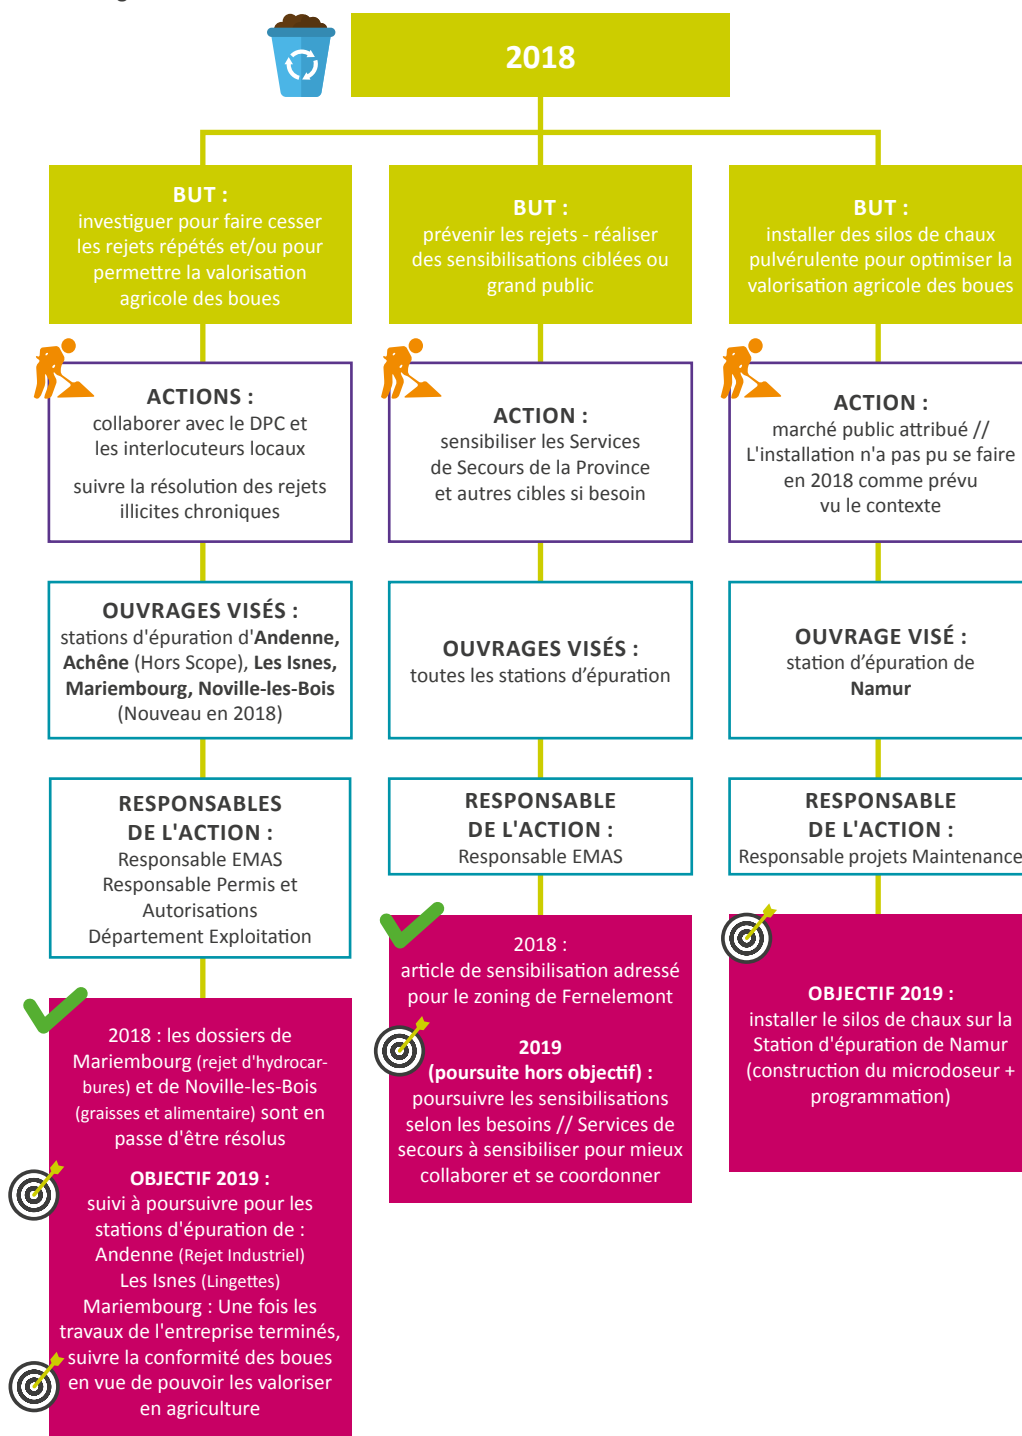 2018
BUT :
investiguer pour faire cesser
les rejets répétés et/ou pour
permettre la valorisation
agricole des boues
ACTIONS :
collaborer avec le DPC et
les interlocuteurs locaux
suivre la résolution des rejets
illicites chroniques
OUVRAGES VISÉS :
stations d'épuration d'Andenne,
Achêne (Hors Scope), Les Isnes,
Mariembourg, Noville-les-Bois
(Nouveau en 2018)
RESPONSABLES
DE L'ACTION :
Responsable EMAS
Responsable Permis et
Autorisations
Département Exploitation
2018 : les dossiers de
Mariembourg (rejet d'hydrocar-
bures) et de Noville-les-Bois
(graisses et alimentaire) sont en
passe d'être résolus
OBJECTIF 2019 :
suivi à poursuivre pour les
stations d'épuration de :
Andenne (Rejet Industriel)
Les Isnes (Lingettes)
Mariembourg : Une fois les
travaux de l'entreprise terminés,
suivre la conformité des boues
en vue de pouvoir les valoriser
en agriculture
BUT :
prévenir les rejets - réaliser
des sensibilisations ciblées ou
grand public
ACTION :
sensibiliser les Services
de Secours de la Province
et autres cibles si besoin
OUVRAGES VISÉS :
toutes les stations d’épuration
RESPONSABLE
DE L'ACTION :
Responsable EMAS
2018 :
article de sensibilisation adressé
pour le zoning de Fernelemont
2019
(poursuite hors objectif) :
poursuivre les sensibilisations
selon les besoins // Services de
secours à sensibiliser pour mieux
collaborer et se coordonner
BUT :
installer des silos de chaux
pulvérulente pour optimiser la
valorisation agricole des boues
ACTION :
marché public attribué //
L'installation n'a pas pu se faire
en 2018 comme prévu
vu le contexte
OUVRAGE VISÉ :
station d’épuration de
Namur
RESPONSABLE
DE L'ACTION :
Responsable projets Maintenance
OBJECTIF 2019 :
installer le silos de chaux sur la
Station d'épuration de Namur
(construction du microdoseur +
programmation)